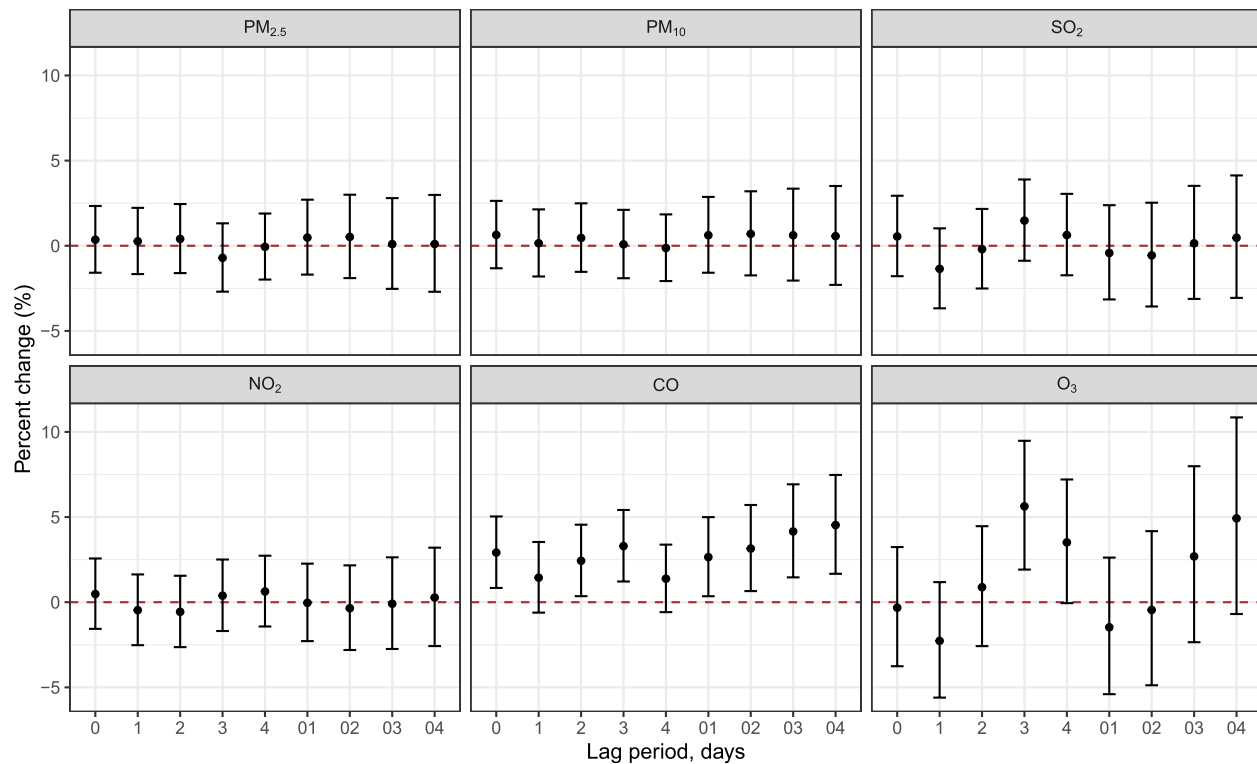 PM₂.₅ PM₁₀ SO₂
10
5
0
−5
NO₂ CO O₃
10
5
0
−5
Percent change (%)
0 1 2 3 4 01 02 03 04 0 1 2 3 4 01 02 03 04 0 1 2 3 4 01 02 03 04
Lag period, days